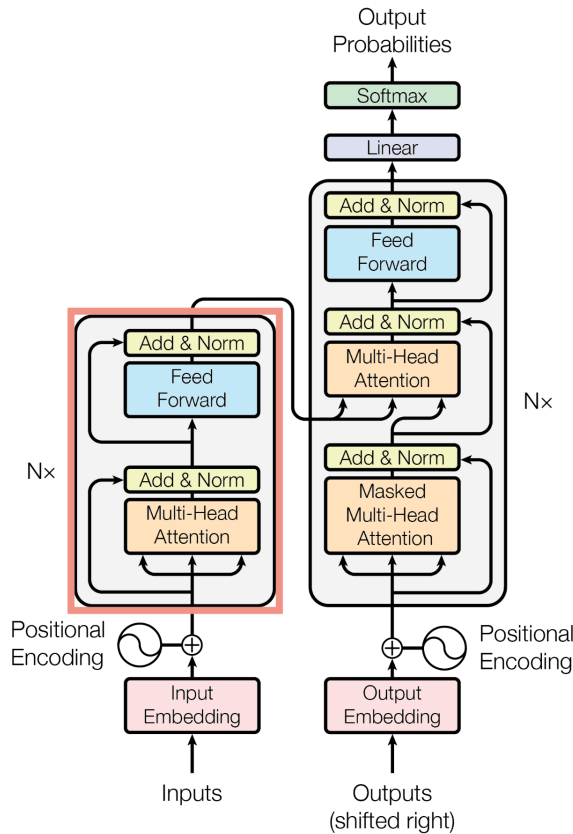 Output
Probabilities
Softmax
Linear
Add & Norm
Feed
Forward
Add & Norm
Multi-Head
Attention
Add & Norm
Masked
Multi-Head
Attention
N×
Positional
Encoding
Output
Embedding
Outputs
(shifted right)
Add & Norm
Feed
Forward
Add & Norm
Multi-Head
Attention
N×
Positional
Encoding
Input
Embedding
Inputs